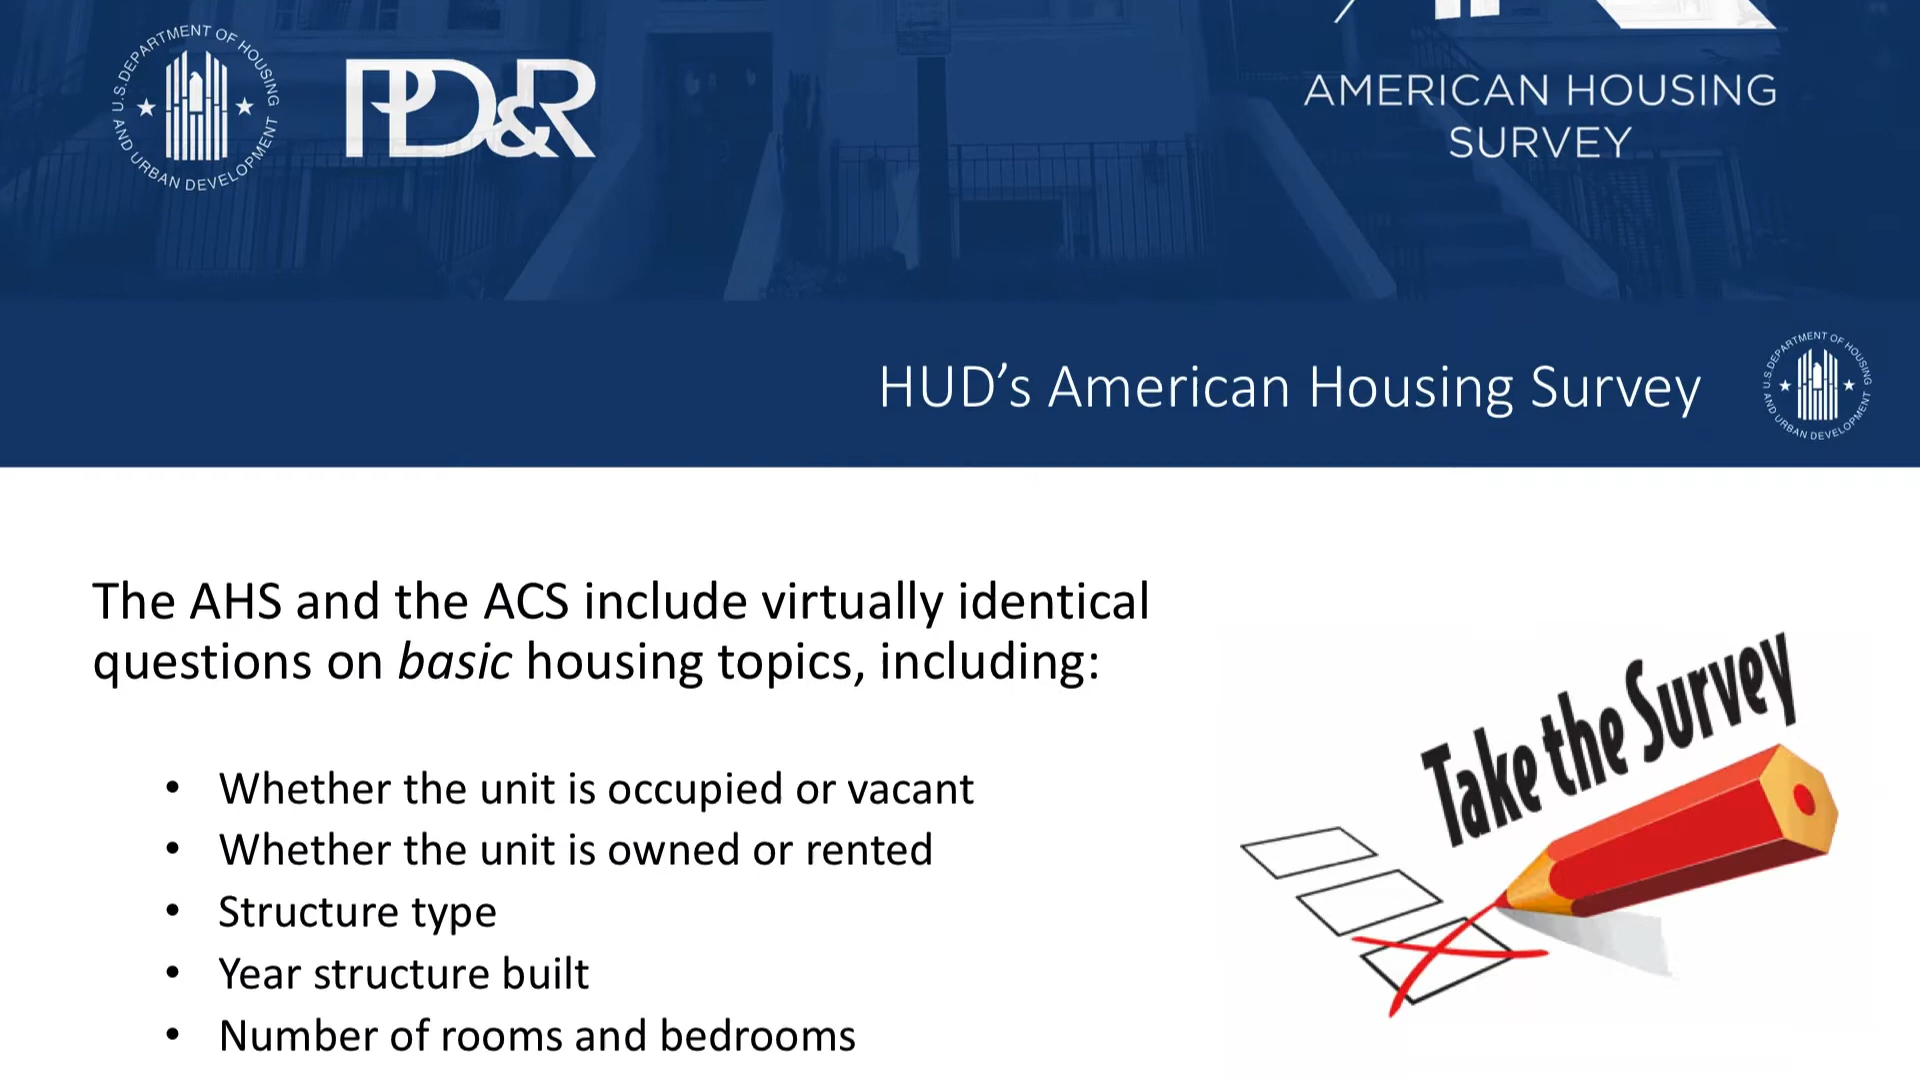 U.S. DEPARTMENT OF HOUSING
AND URBAN DEVELOPMENT
PD&R
AMERICAN HOUSING
SURVEY
HUD’s American Housing Survey
U.S. DEPARTMENT OF HOUSING
AND URBAN DEVELOPMENT
The AHS and the ACS include virtually identical
questions on basic housing topics, including:
• Whether the unit is occupied or vacant
• Whether the unit is owned or rented
• Structure type
• Year structure built
• Number of rooms and bedrooms
Take the Survey